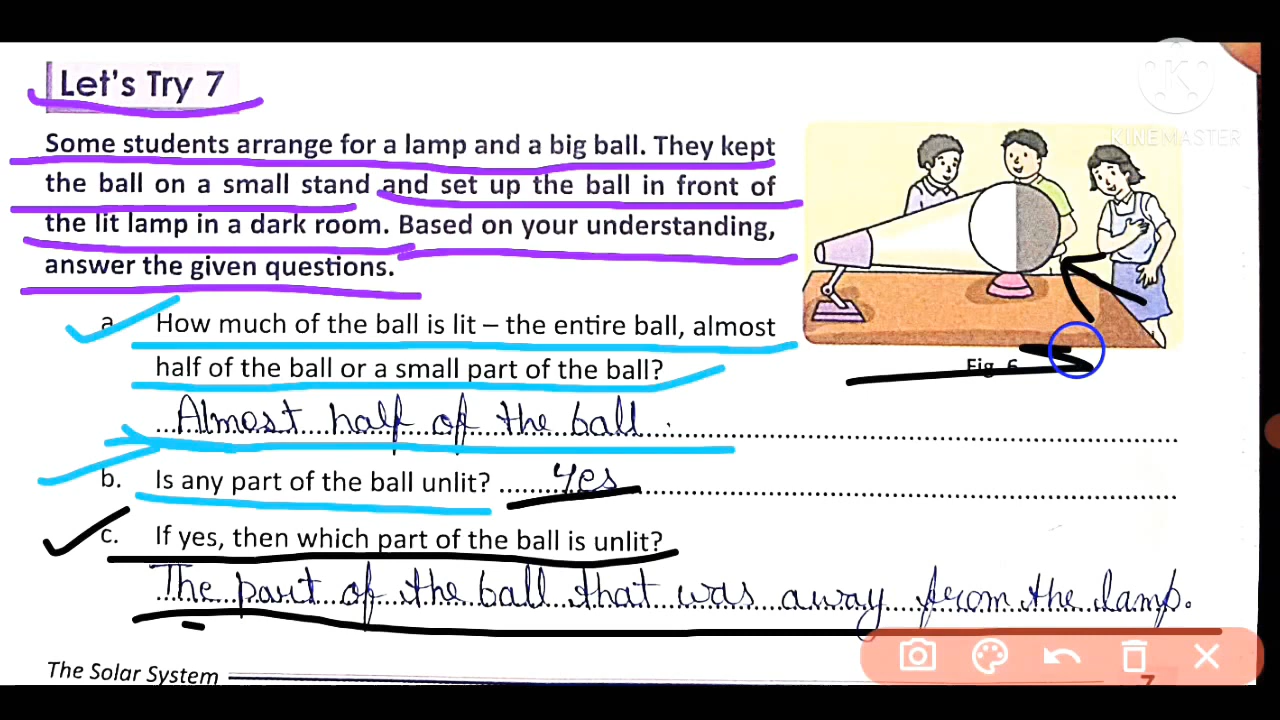 Let's Try 7
KINEMASTER
Some students arrange for a lamp and a big ball. They kept
the ball on a small stand and set up the ball in front of
the lit lamp in a dark room. Based on your understanding,
answer the given questions.
a. How much of the ball is lit – the entire ball, almost
half of the ball or a small part of the ball?
Fig. 6
Almost half of the ball.
b. Is any part of the ball unlit? Yes
c. If yes, then which part of the ball is unlit?
The part of the ball that was away from the lamp.
The Solar System 7